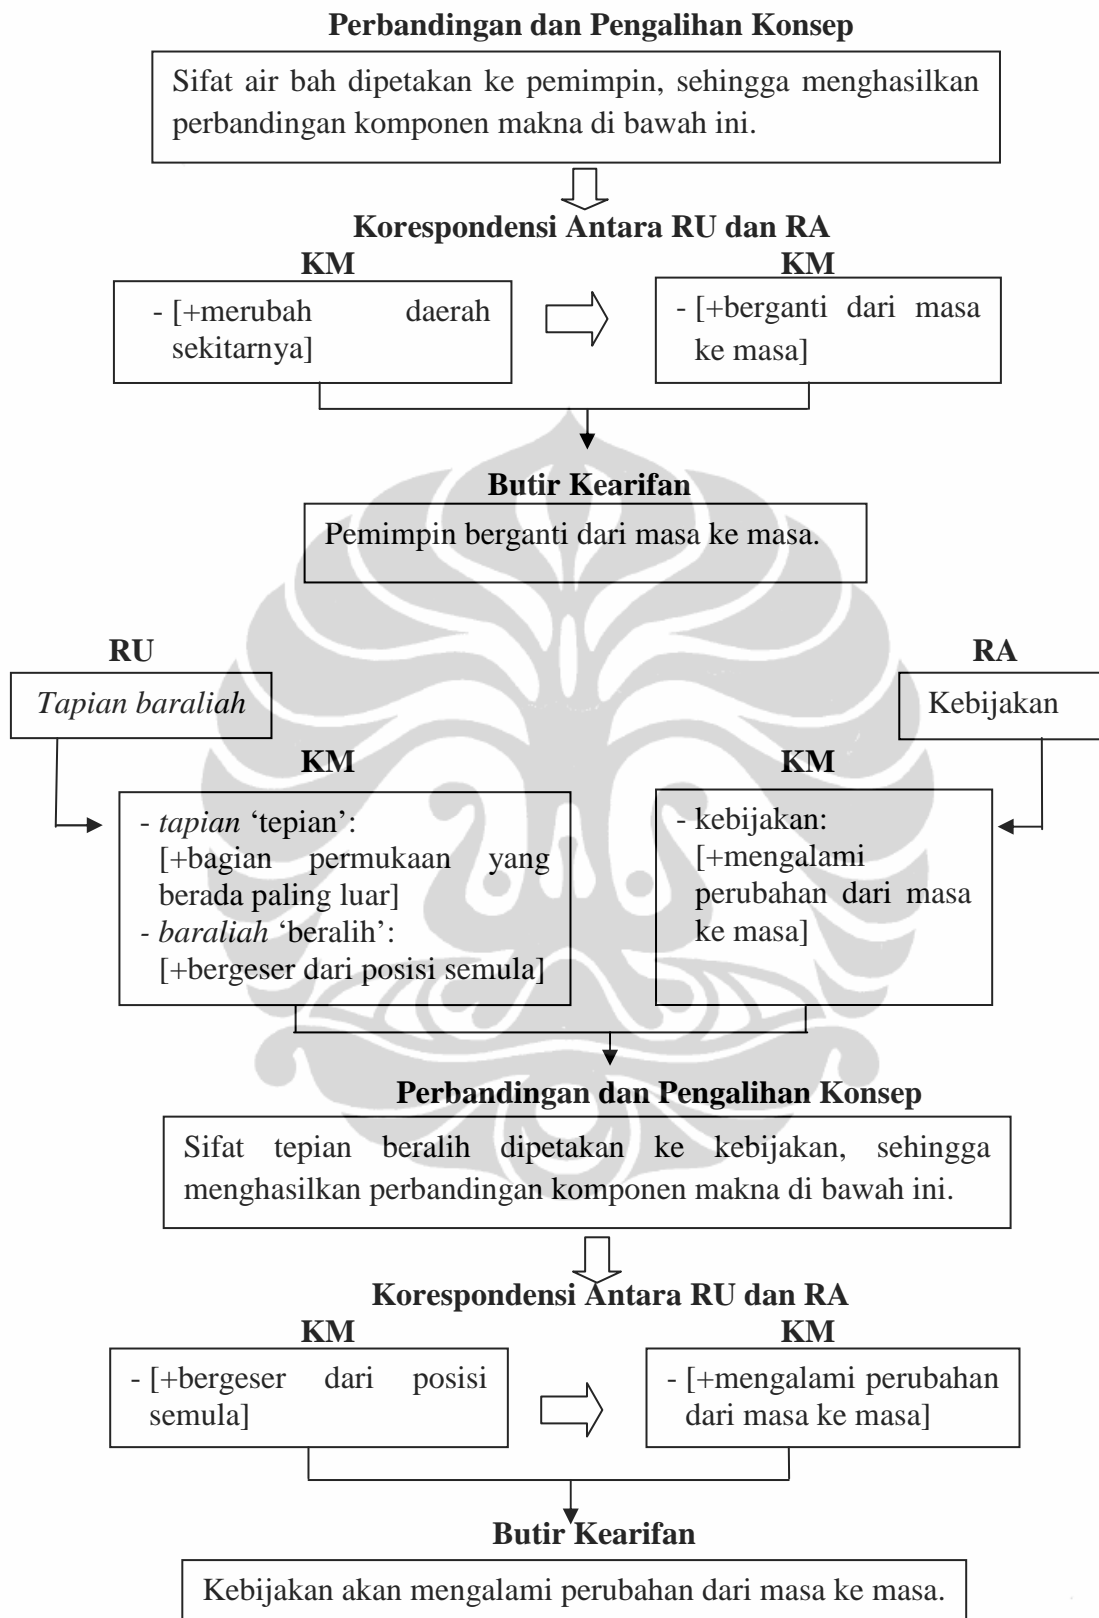 Perbandingan dan Pengalihan Konsep
Sifat air bah dipetakan ke pemimpin, sehingga menghasilkan
perbandingan komponen makna di bawah ini.
Korespondensi Antara RU dan RA
KM
KM
- [+merubah daerah
sekitarnya]
- [+berganti dari masa
ke masa]
Butir Kearifan
Pemimpin berganti dari masa ke masa.
RU
RA
Tapian baraliah
Kebijakan
KM
KM
- tapian ‘tepian’:
[+bagian permukaan yang
berada paling luar]
- baraliah ‘beralih’:
[+bergeser dari posisi semula]
- kebijakan:
[+mengalami
perubahan dari masa
ke masa]
Perbandingan dan Pengalihan Konsep
Sifat tepian beralih dipetakan ke kebijakan, sehingga
menghasilkan perbandingan komponen makna di bawah ini.
Korespondensi Antara RU dan RA
KM
KM
- [+bergeser dari posisi
semula]
- [+mengalami perubahan
dari masa ke masa]
Butir Kearifan
Kebijakan akan mengalami perubahan dari masa ke masa.